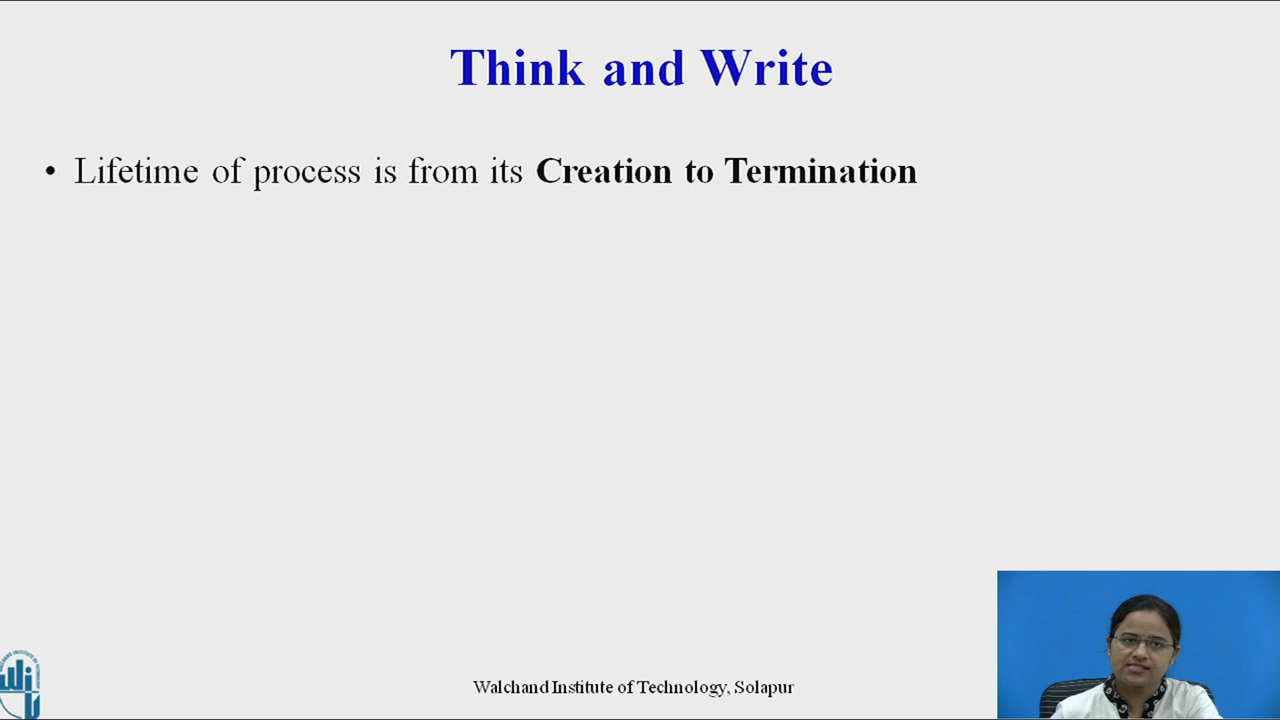 Think and Write
• Lifetime of process is from its Creation to Termination
Walchand Institute of Technology, Solapur